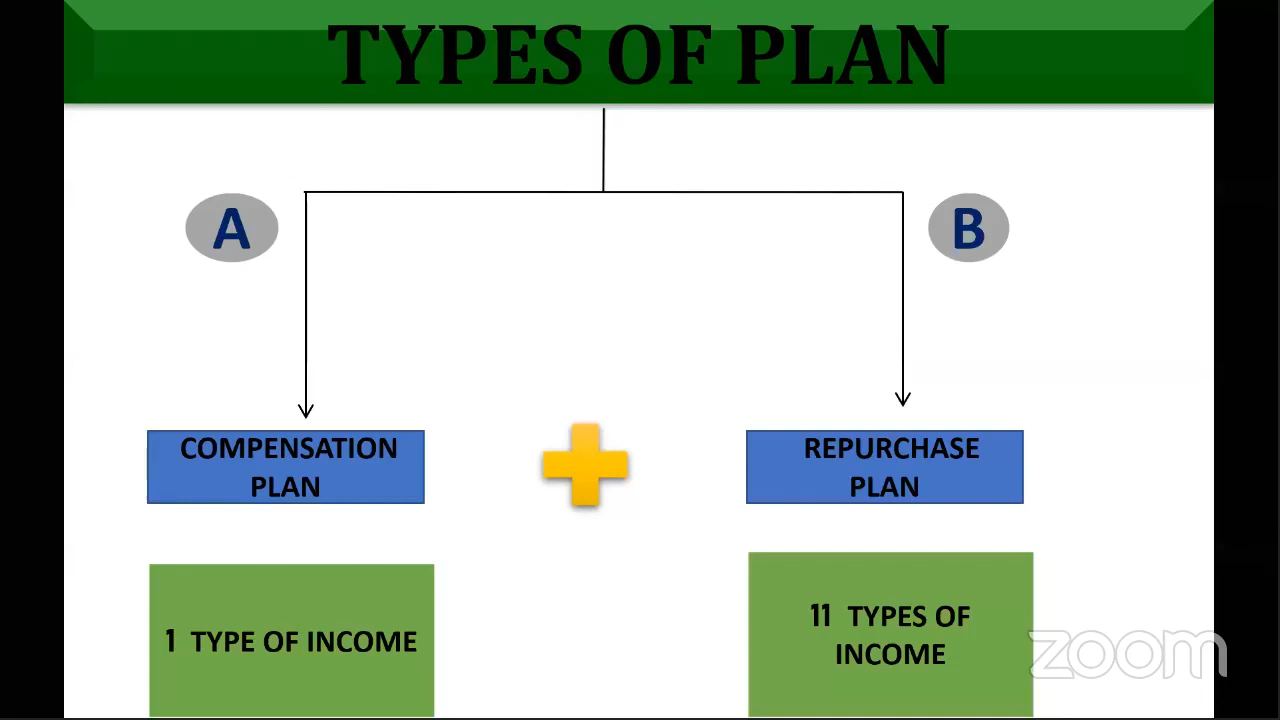 TYPES OF PLAN
A
B
COMPENSATION
PLAN
REPURCHASE
PLAN
1 TYPE OF INCOME
11 TYPES OF
INCOME
zoom